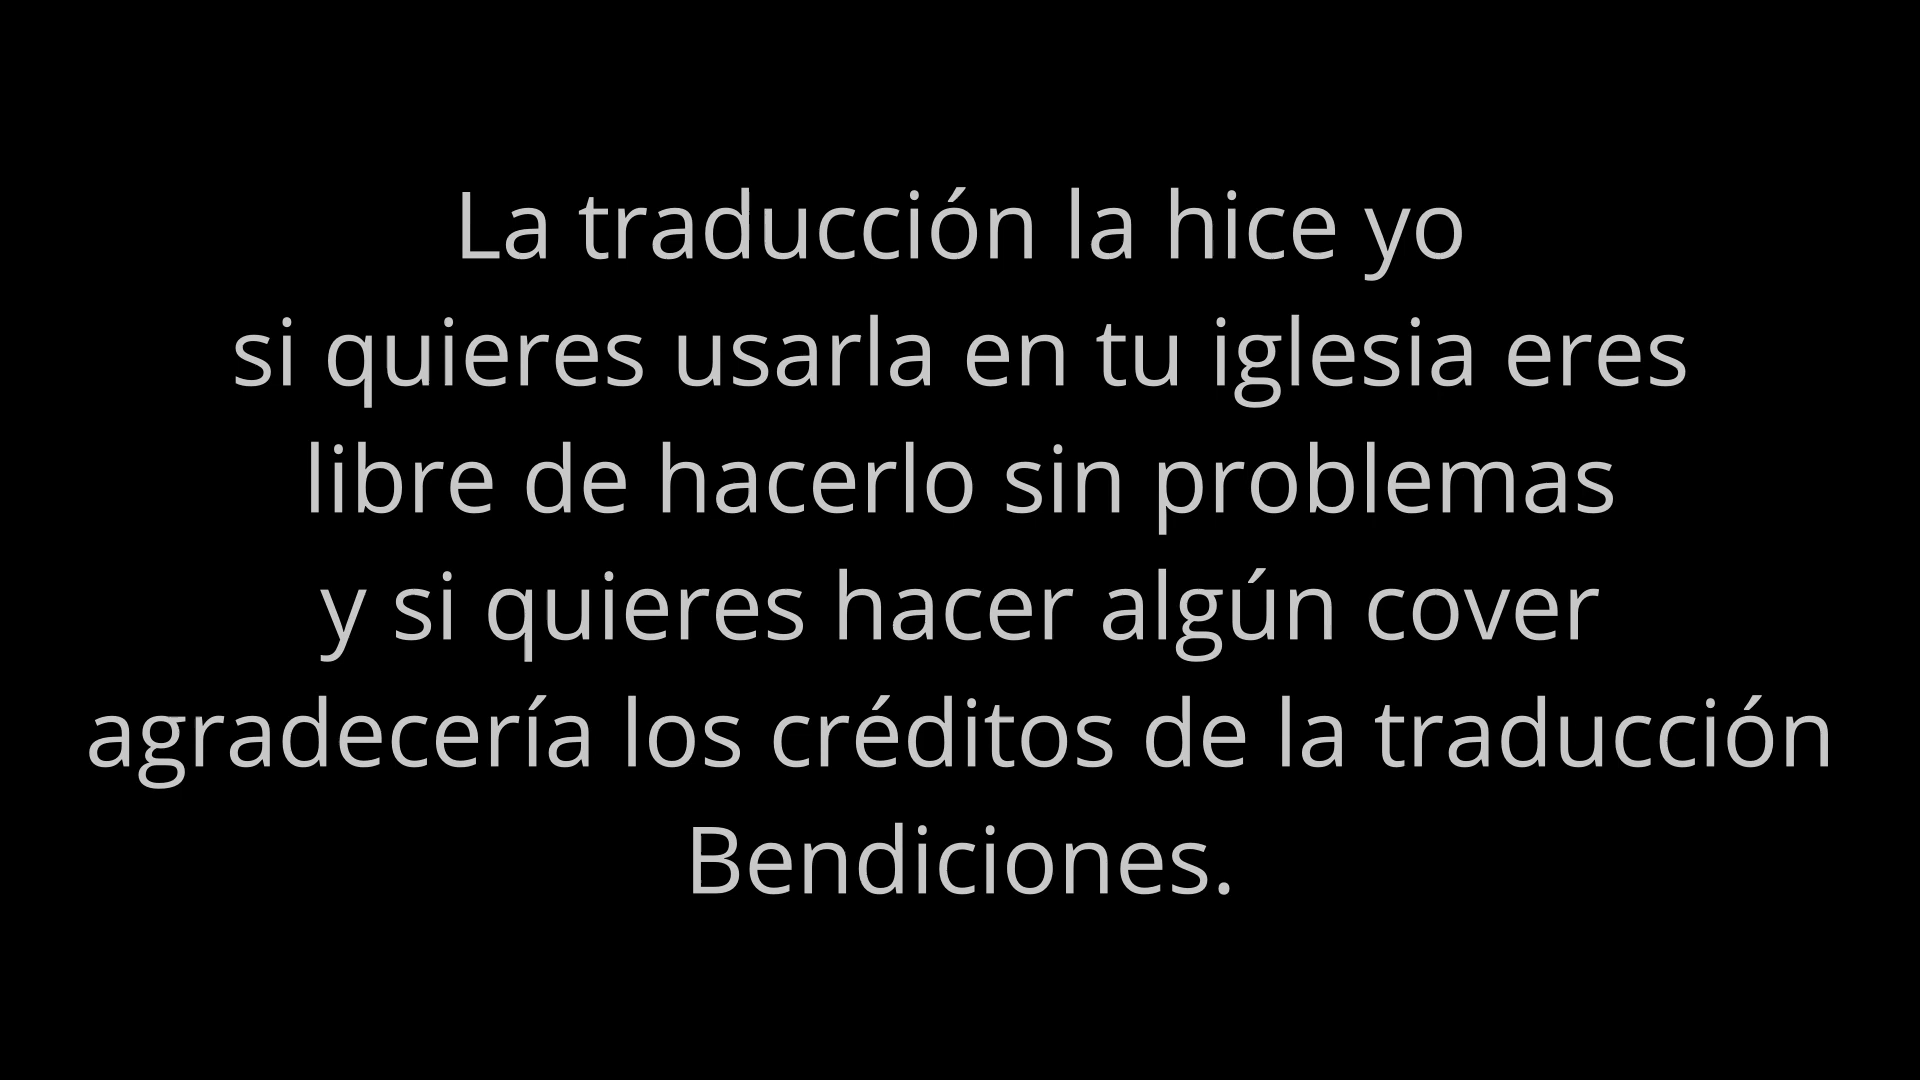 La traducción la hice yo
si quieres usarla en tu iglesia eres
libre de hacerlo sin problemas
y si quieres hacer algún cover
agradecería los créditos de la traducción
Bendiciones.